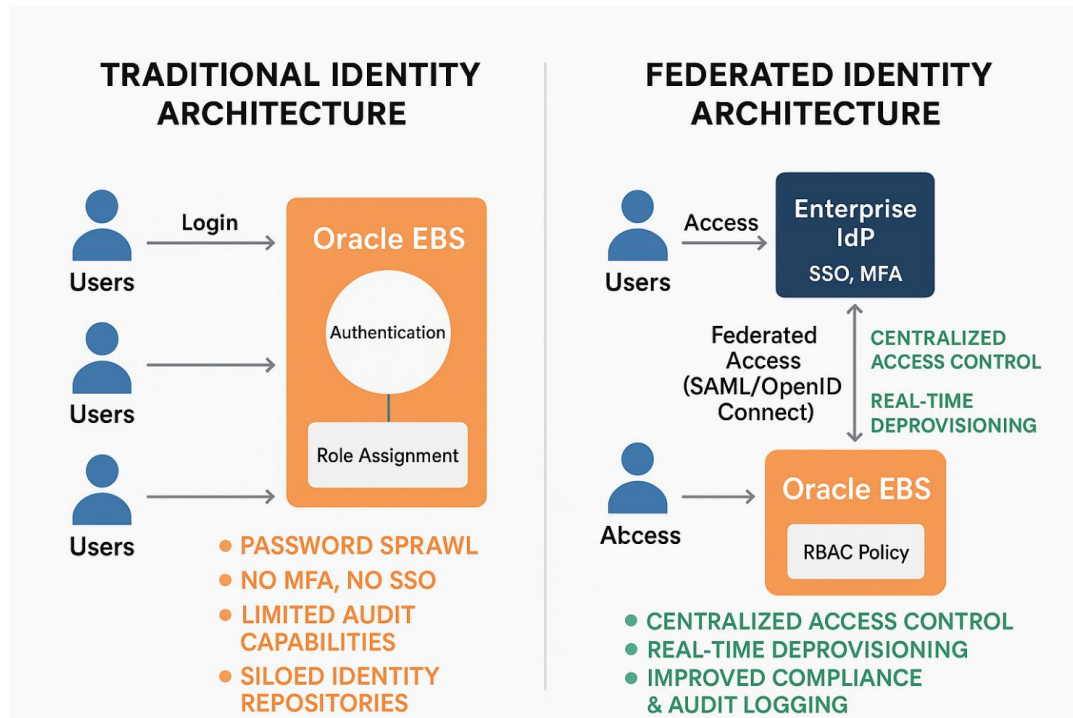 TRADITIONAL IDENTITY
ARCHITECTURE
Login
Users
Users
Users
Oracle EBS
Authentication
Role Assignment
PASSWORD SPRAWL
NO MFA, NO SSO
LIMITED AUDIT
CAPABILITIES
SILOED IDENTITY
REPOSITORIES
FEDERATED IDENTITY
ARCHITECTURE
Users
Access
Enterprise
IdP
SSO, MFA
Federated
Access
(SAML/OpenID
Connect)
CENTRALIZED
ACCESS CONTROL
REAL-TIME
DEPROVISIONING
Abcess
Oracle EBS
RBAC Policy
CENTRALIZED ACCESS CONTROL
REAL-TIME DEPROVISIONING
IMPROVED COMPLIANCE
& AUDIT LOGGING